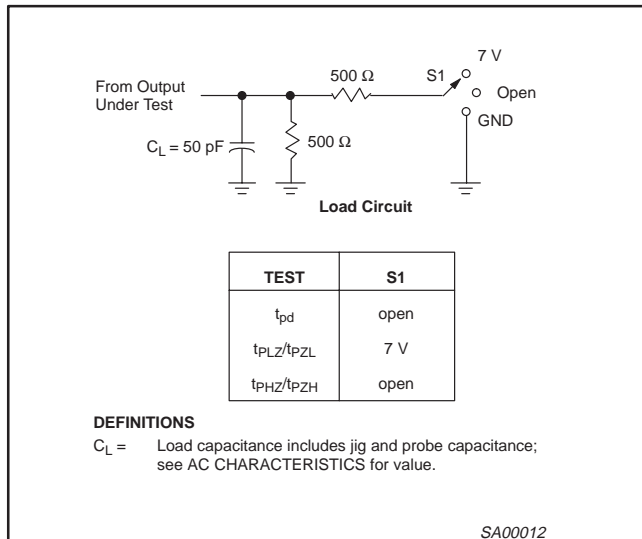 7 V
500 Ω
S1
From Output
Under Test
Open
GND
C_L = 50 pF
500 Ω
Load Circuit
TEST S1
t_pd open
t_PLZ/t_PZL 7 V
t_PHZ/t_PZH open
DEFINITIONS
C_L = Load capacitance includes jig and probe capacitance;
see AC CHARACTERISTICS for value.
SA00012